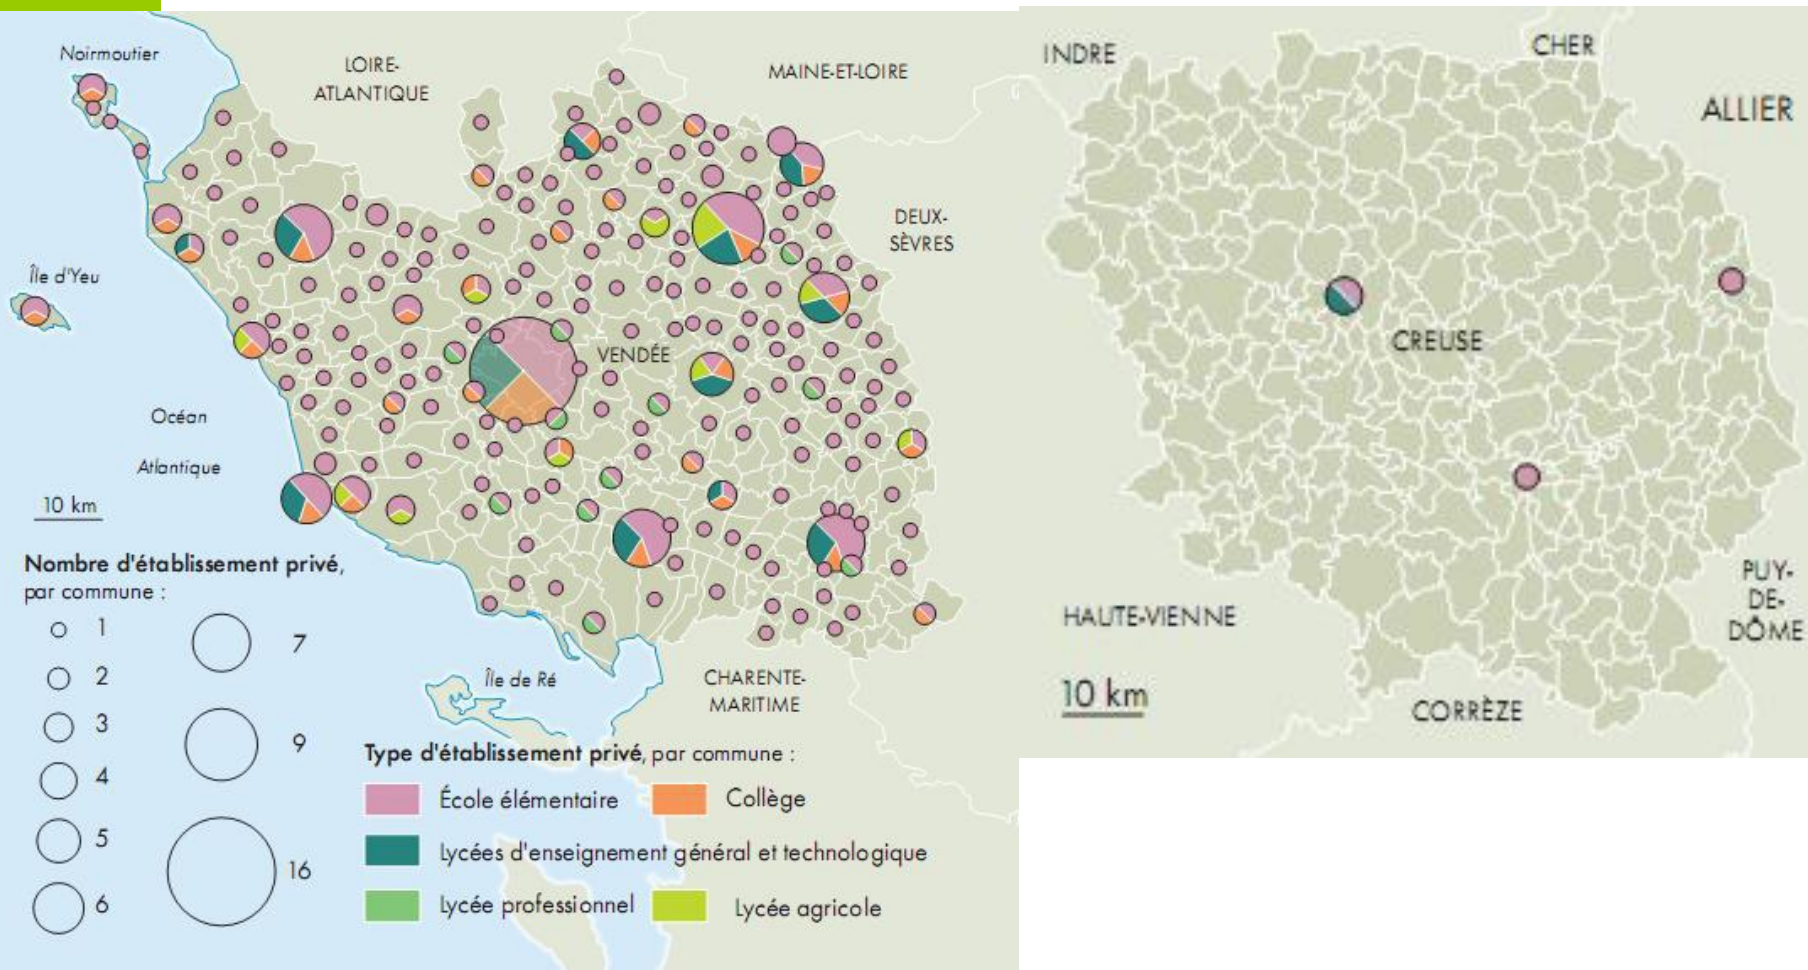 Noirmoutier
LOIRE-
ATLANTIQUE
MAINE-ET-LOIRE
DEUX-
SÈVRES
Île d'Yeu
VENDÉE
Océan
Atlantique
10 km
Île de Ré
CHARENTE-
MARITIME
Nombre d'établissement privé,
par commune :
1
2
3
4
5
6
7
9
16
Type d'établissement privé, par commune :
École élémentaire
Collège
Lycées d'enseignement général et technologique
Lycée professionnel
Lycée agricole
INDRE
CHER
ALLIER
CREUSE
HAUTE-VIENNE
PUY-
DE-
DÔME
10 km
CORRÈZE